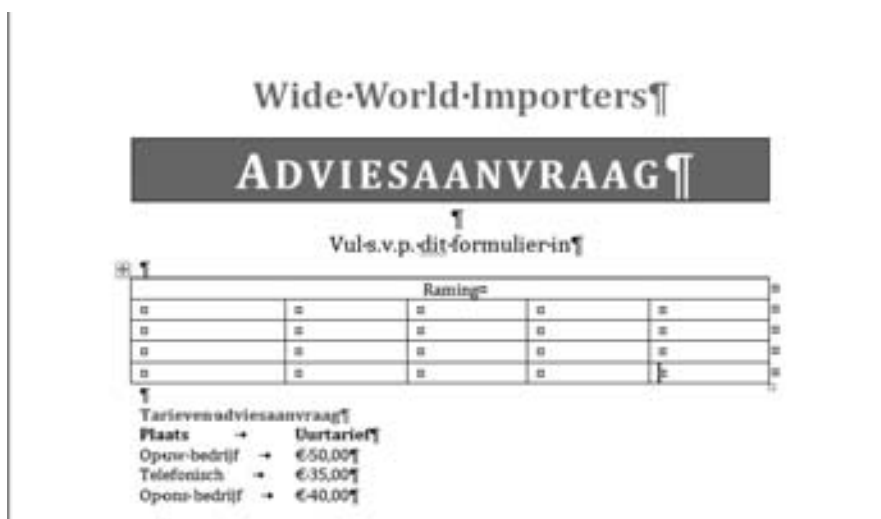 Wide World Importers
ADVIESAANVRAAG
Vul s.v.p. dit formulier in
Raming
Tarieven adviesaanvraag
Plaats Uurtarief
Op uw bedrijf € 50,00
Telefonisch € 35,00
Op ons bedrijf € 40,00